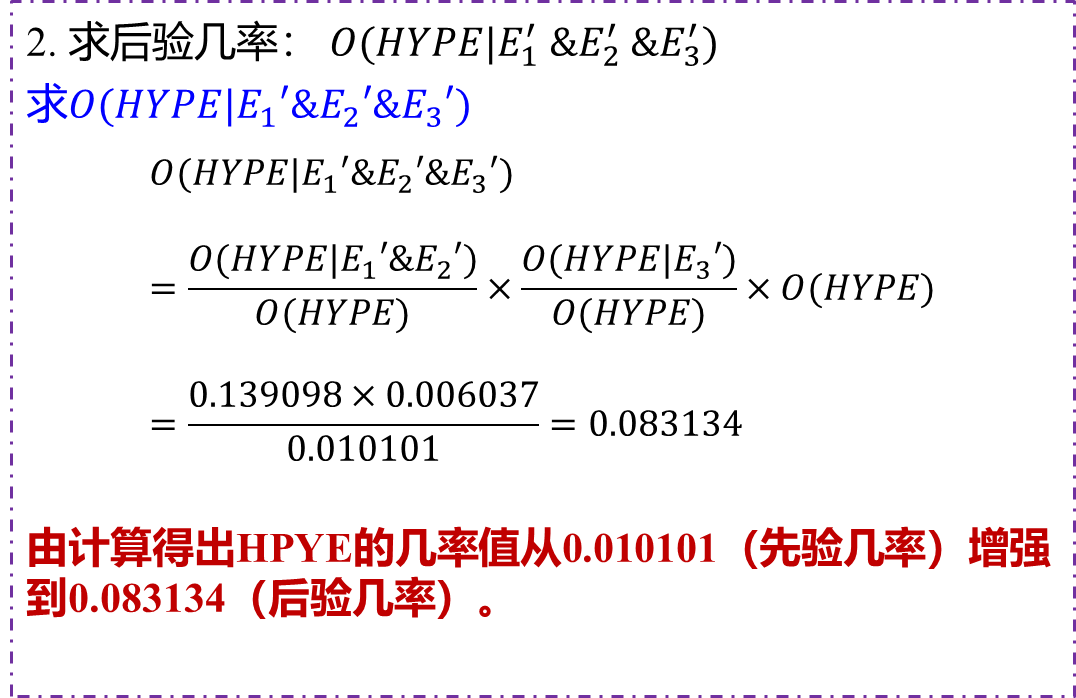 2. 求后验几率： O(HYPE|E₁′ &E₂′ &E₃′)
求O(HYPE|E₁′&E₂′&E₃′)
O(HYPE|E₁′&E₂′&E₃′)
= O(HYPE|E₁′&E₂′)/O(HYPE) × O(HYPE|E₃′)/O(HYPE) × O(HYPE)
= 0.139098 × 0.006037/0.010101 = 0.083134
由计算得出HPYE的几率值从0.010101（先验几率）增强
到0.083134（后验几率）。